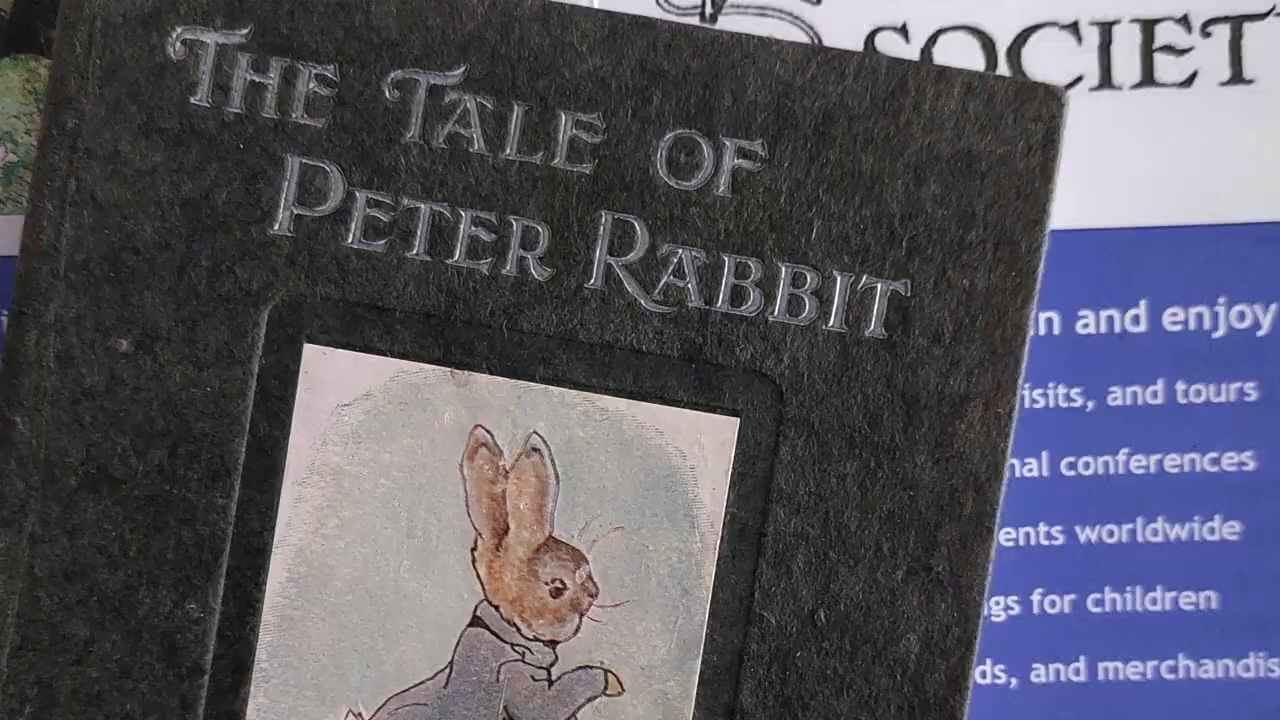 THE TALE OF
PETER RABBIT
SOCIET
n and enjoy
isits, and tours
nal conferences
ents worldwide
gs for children
ds, and merchandis